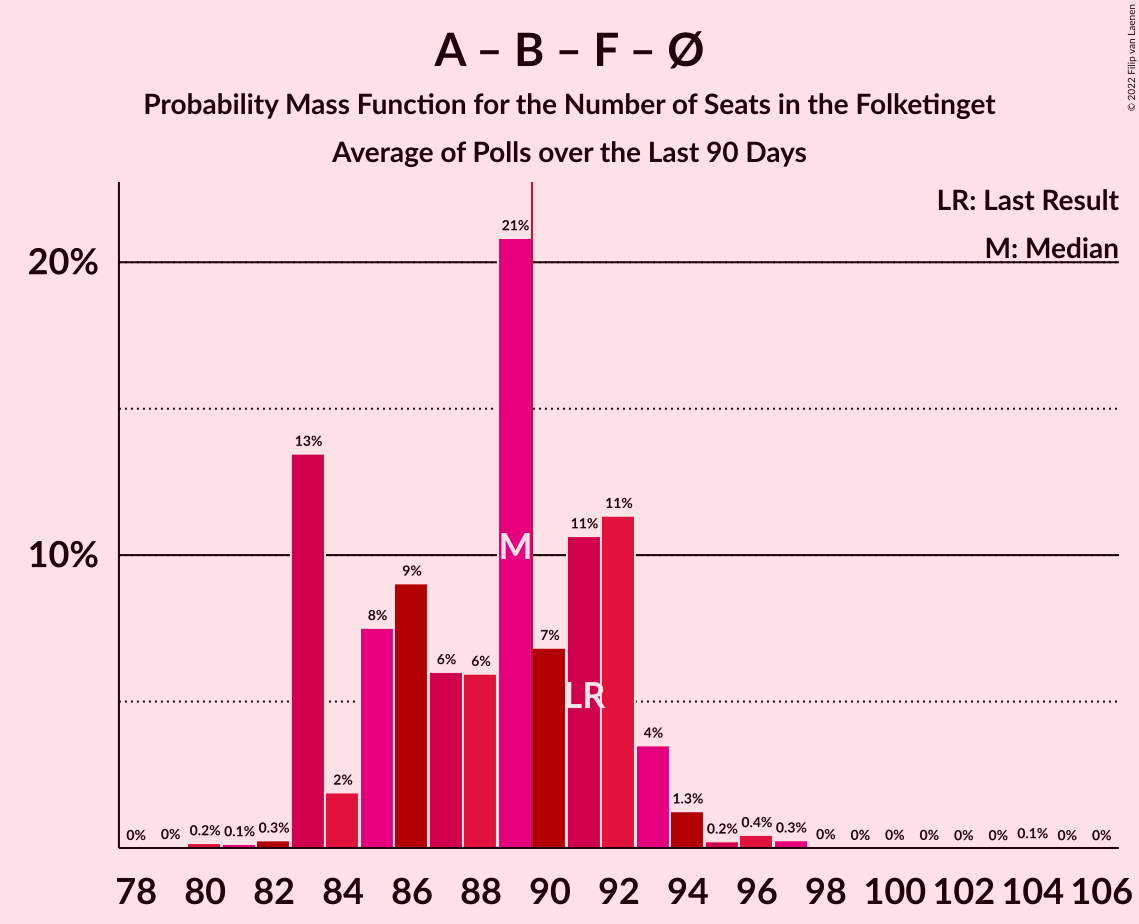 A – B – F – Ø
Probability Mass Function for the Number of Seats in the Folketinget
Average of Polls over the Last 90 Days
© 2022 Filip van Laenen
LR: Last Result
M: Median
20%
10%
0% 0% 0.2% 0.1% 0.3% 13% 2% 8% 9% 6% 6% 21% 7% 11% 11% 4% 1.3% 0.2% 0.4% 0.3% 0% 0% 0% 0% 0% 0% 0.1% 0% 0%
M
LR
78 80 82 84 86 88 90 92 94 96 98 100 102 104 106